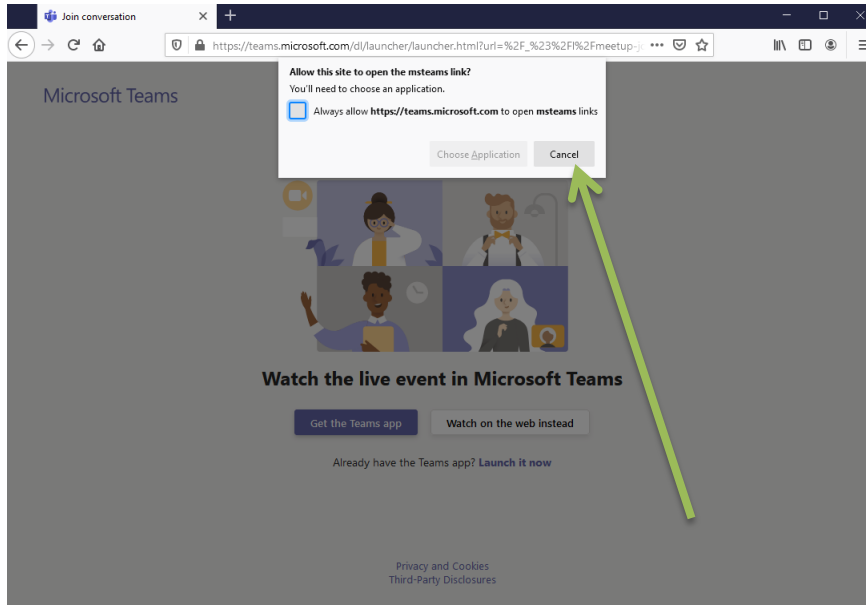 Join conversation
https://teams.microsoft.com/dl/launcher/launcher.html?url=%2F_%23%2Fl%2Fmeetup-j
Microsoft Teams
Allow this site to open the msteams link?
You'll need to choose an application.
Always allow https://teams.microsoft.com to open msteams links
Choose Application
Cancel
Watch the live event in Microsoft Teams
Get the Teams app
Watch on the web instead
Already have the Teams app? Launch it now
Privacy and Cookies
Third-Party Disclosures